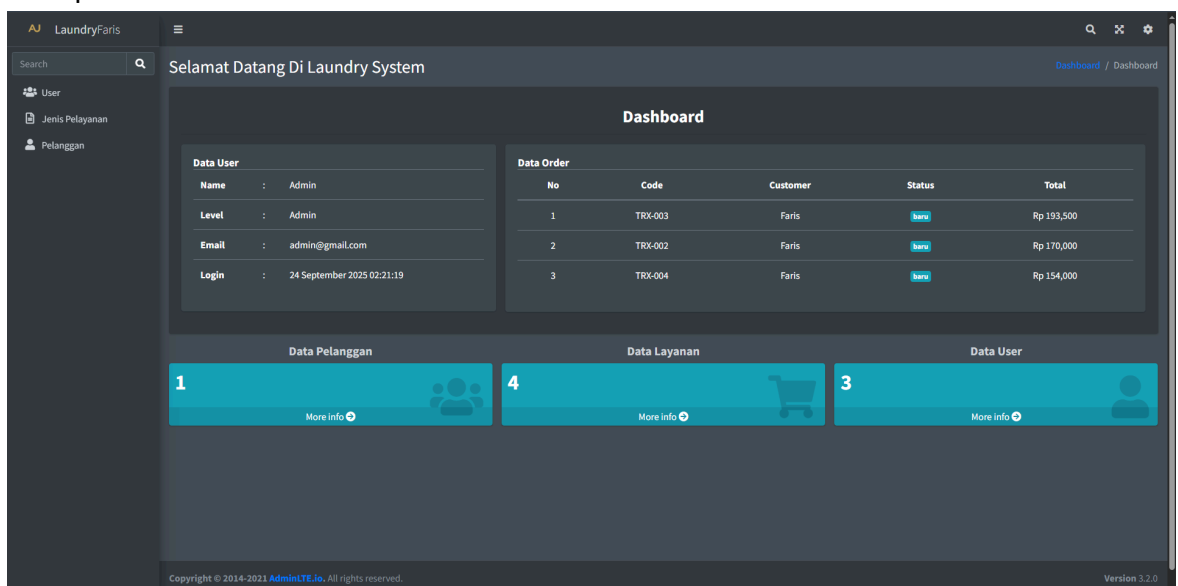 AJ LaundryFaris
Search
User
Jenis Pelayanan
Pelanggan
Selamat Datang Di Laundry System
Dashboard / Dashboard
Dashboard
Data User
Name : Admin
Level : Admin
Email : admin@gmail.com
Login : 24 September 2025 02:21:19
Data Order
No Code Customer Status Total
1 TRX-003 Faris baru Rp 193,500
2 TRX-002 Faris baru Rp 170,000
3 TRX-004 Faris baru Rp 154,000
Data Pelanggan
1
More info
Data Layanan
4
More info
Data User
3
More info
Copyright © 2014-2021 AdminLTE.io. All rights reserved.
Version 3.2.0